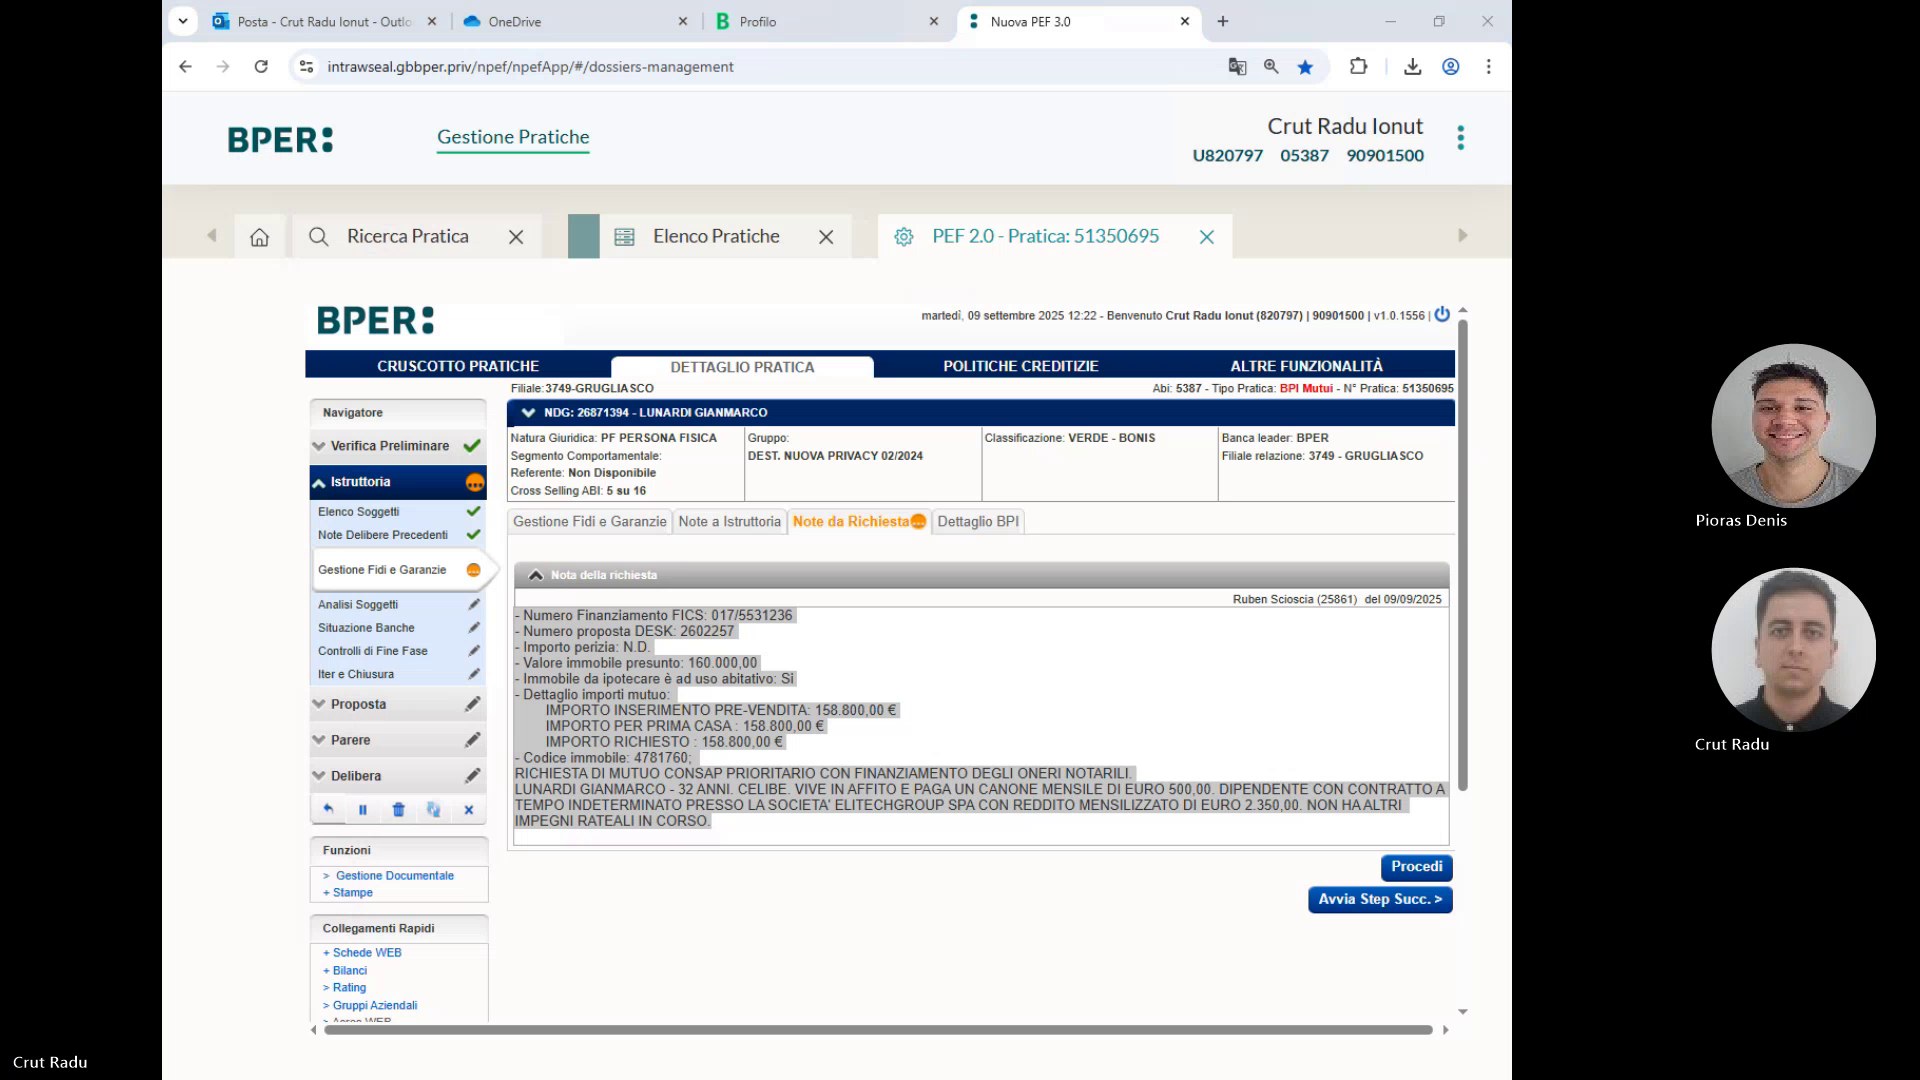 Posta - Crut Radu Ionut - Outlo
OneDrive
Profilo
Nuova PEF 3.0
intrawseal.gbbper.priv/npef/npefApp/#/dossiers-management
BPER:
Gestione Pratiche
Crut Radu Ionut
U820797 05387 90901500
Ricerca Pratica
Elenco Pratiche
PEF 2.0 - Pratica: 51350695
BPER:
martedì, 09 settembre 2025 12:22 - Benvenuto Crut Radu Ionut (820797) | 90901500 | v1.0.1556 |
CRUSCOTTO PRATICHE
DETTAGLIO PRATICA
POLITICHE CREDITIZIE
ALTRE FUNZIONALITÀ
Filiale:3749-GRUGLIASCO
Abi: 5387 - Tipo Pratica: BPI Mutui - N° Pratica: 51350695
Navigatore
Verifica Preliminare
Istruttoria
Elenco Soggetti
Note Delibere Precedenti
Gestione Fidi e Garanzie
Analisi Soggetti
Situazione Banche
Controlli di Fine Fase
Iter e Chiusura
Proposta
Parere
Delibera
Funzioni
> Gestione Documentale
+ Stampe
Collegamenti Rapidi
+ Schede WEB
+ Bilanci
> Rating
> Gruppi Aziendali
NDG: 26871394 - LUNARDI GIANMARCO
Natura Giuridica: PF PERSONA FISICA
Segmento Comportamentale:
Referente: Non Disponibile
Cross Selling ABI: 5 su 16
Gruppo:
DEST. NUOVA PRIVACY 02/2024
Classificazione: VERDE - BONIS
Banca leader: BPER
Filiale relazione: 3749 - GRUGLIASCO
Gestione Fidi e Garanzie
Note a Istruttoria
Note da Richiesta
Dettaglio BPI
Nota della richiesta
Ruben Scioscia (25861) del 09/09/2025
- Numero Finanziamento FICS: 017/5531236
- Numero proposta DESK: 2602257
- Importo perizia: N.D.
- Valore immobile presunto: 160.000,00
- Immobile da ipotecare è ad uso abitativo: Si
- Dettaglio importi mutuo:
IMPORTO INSERIMENTO PRE-VENDITA: 158.800,00 €
IMPORTO PER PRIMA CASA : 158.800,00 €
IMPORTO RICHIESTO : 158.800,00 €
- Codice immobile: 4781760;
RICHIESTA DI MUTUO CONSAP PRIORITARIO CON FINANZIAMENTO DEGLI ONERI NOTARILI.
LUNARDI GIANMARCO - 32 ANNI. CELIBE. VIVE IN AFFITO E PAGA UN CANONE MENSILE DI EURO 500,00. DIPENDENTE CON CONTRATTO A
TEMPO INDETERMINATO PRESSO LA SOCIETA' ELITECHGROUP SPA CON REDDITO MENSILIZZATO DI EURO 2.350,00. NON HA ALTRI
IMPEGNI RATEALI IN CORSO.
Procedi
Avvia Step Succ. >
Pioras Denis
Crut Radu
Crut Radu